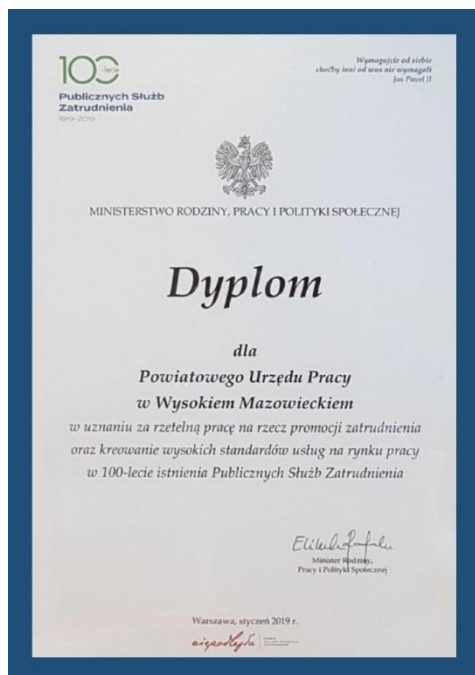 100-lecie
Publicznych Służb
Zatrudnienia
1919-2019
Wymagajcie od siebie
choćby inni od was nie wymagali
Jan Paweł II
MINISTERSTWO RODZINY, PRACY I POLITYKI SPOŁECZNEJ
Dyplom
dla
Powiatowego Urzędu Pracy
w Wysokiem Mazowieckiem
w uznaniu za rzetelną pracę na rzecz promocji zatrudnienia
oraz kreowanie wysokich standardów usług na rynku pracy
w 100-lecie istnienia Publicznych Służb Zatrudnienia
Minister Rodziny,
Pracy i Polityki Społecznej
Warszawa, styczeń 2019 r.
niepodległa